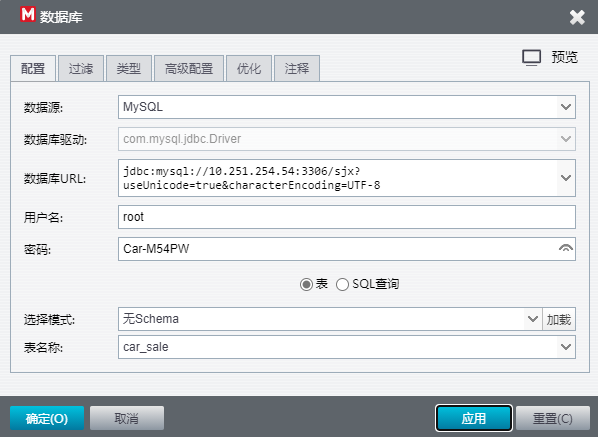 M 数据库
预览
配置 过滤 类型 高级配置 优化 注释
数据源: MySQL
数据库驱动: com.mysql.jdbc.Driver
数据库URL: jdbc:mysql://10.251.254.54:3306/sjx?
useUnicode=true&characterEncoding=UTF-8
用户名: root
密码: Car-M54PW
表 SQL查询
选择模式: 无Schema 加载
表名称: car_sale
确定(O) 取消 应用 重置(C)